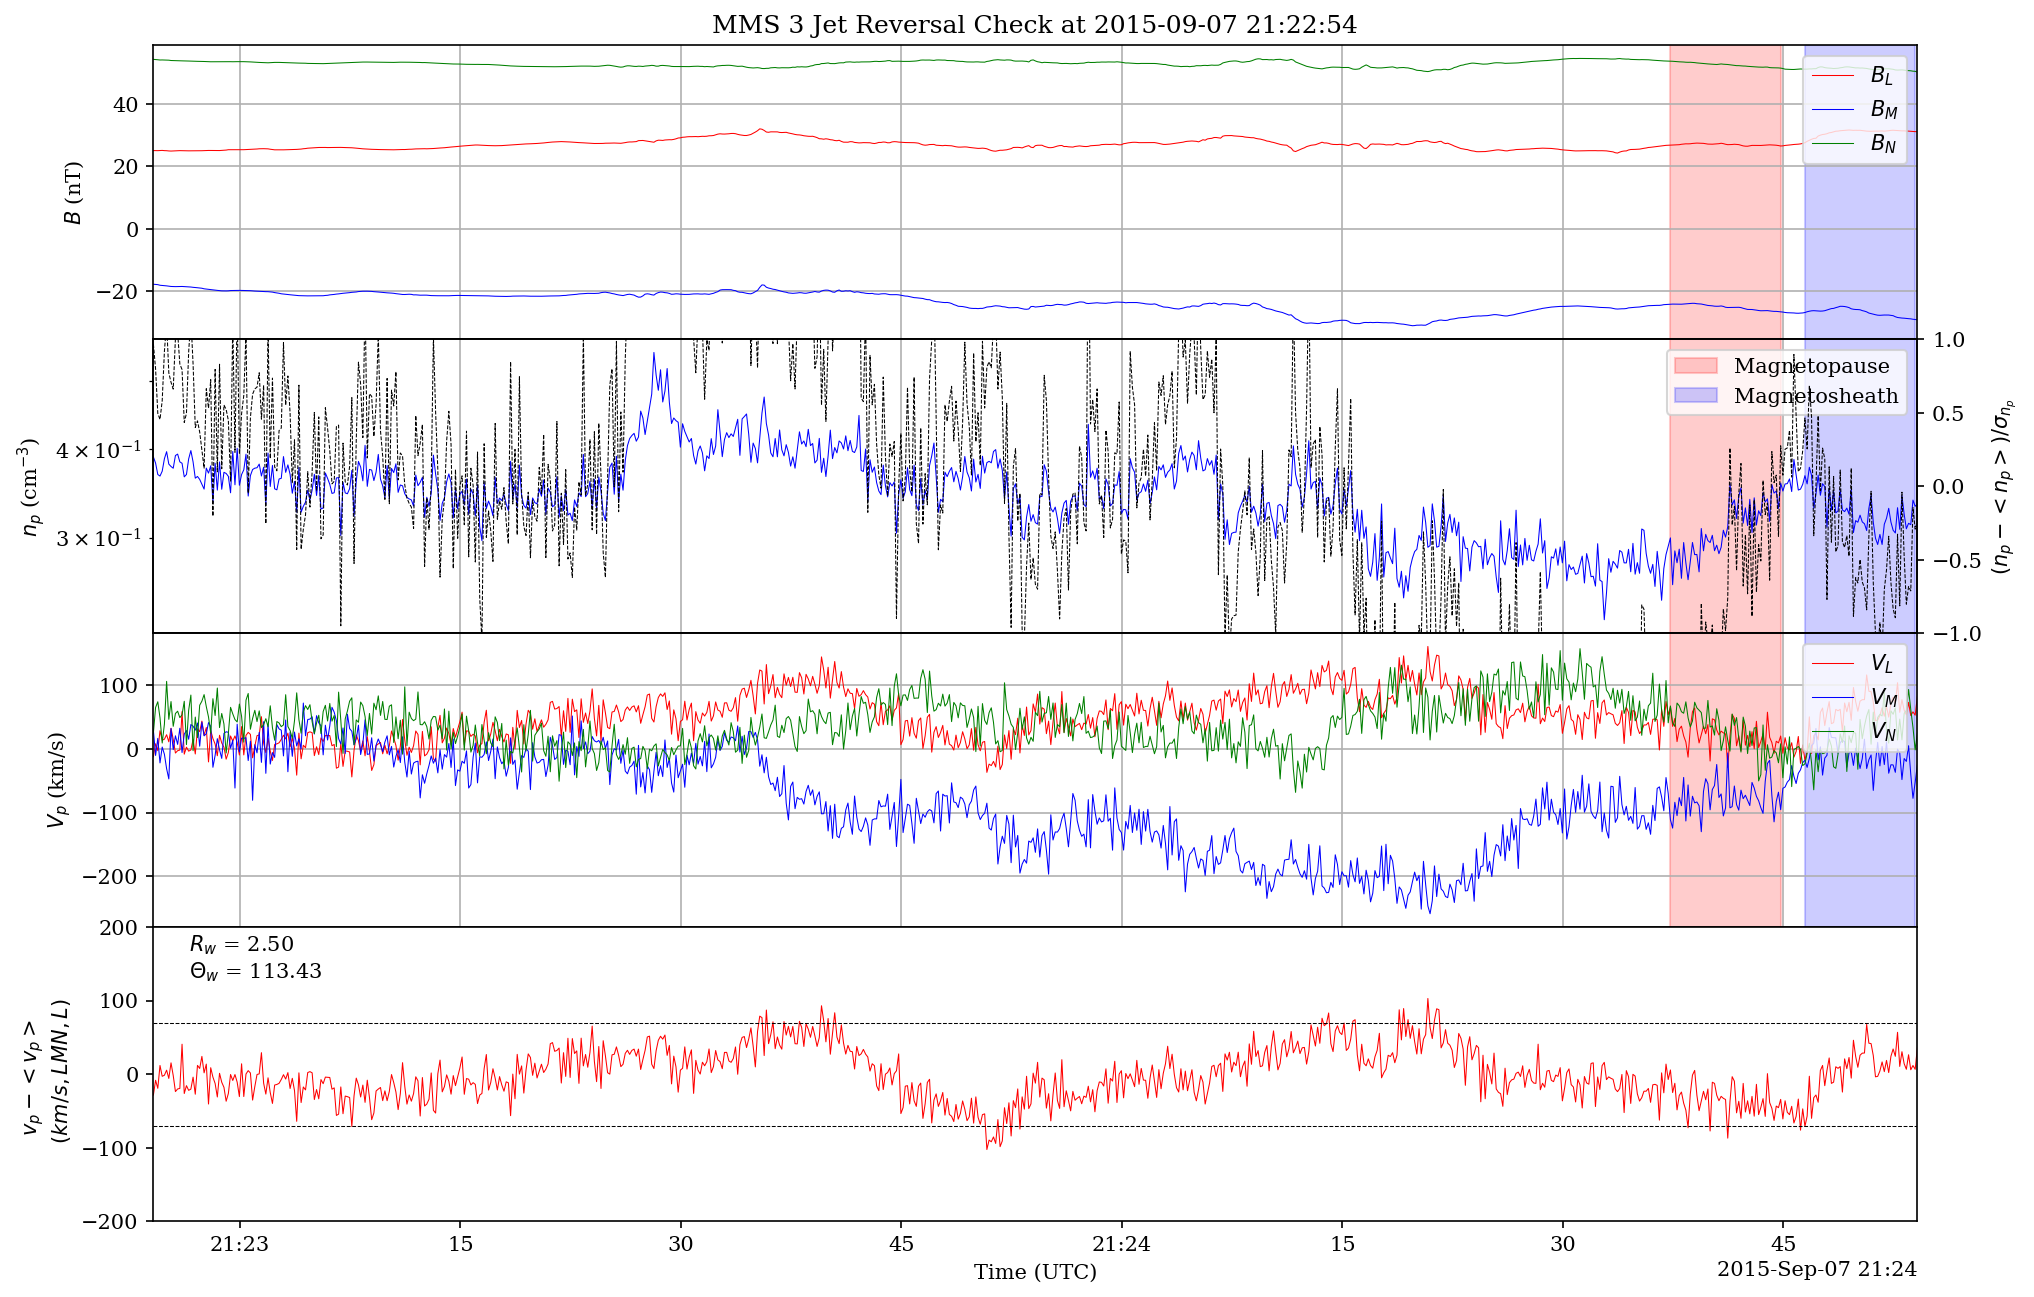 MMS 3 Jet Reversal Check at 2015-09-07 21:22:54
B (nT)
40
20
0
−20
B_L
B_M
B_N
n_p (cm^{−3})
4 × 10^{−1}
3 × 10^{−1}
Magnetopause
Magnetosheath
1.0
0.5
0.0
−0.5
−1.0
(n_p − < n_p >)/σ_{n_p}
V_p (km/s)
100
0
−100
−200
V_L
V_M
V_N
v_p − < v_p >
(km/s, LMN, L)
200
100
0
−100
−200
R_w = 2.50
Θ_w = 113.43
21:23 15 30 45 21:24 15 30 45
Time (UTC)
2015-Sep-07 21:24